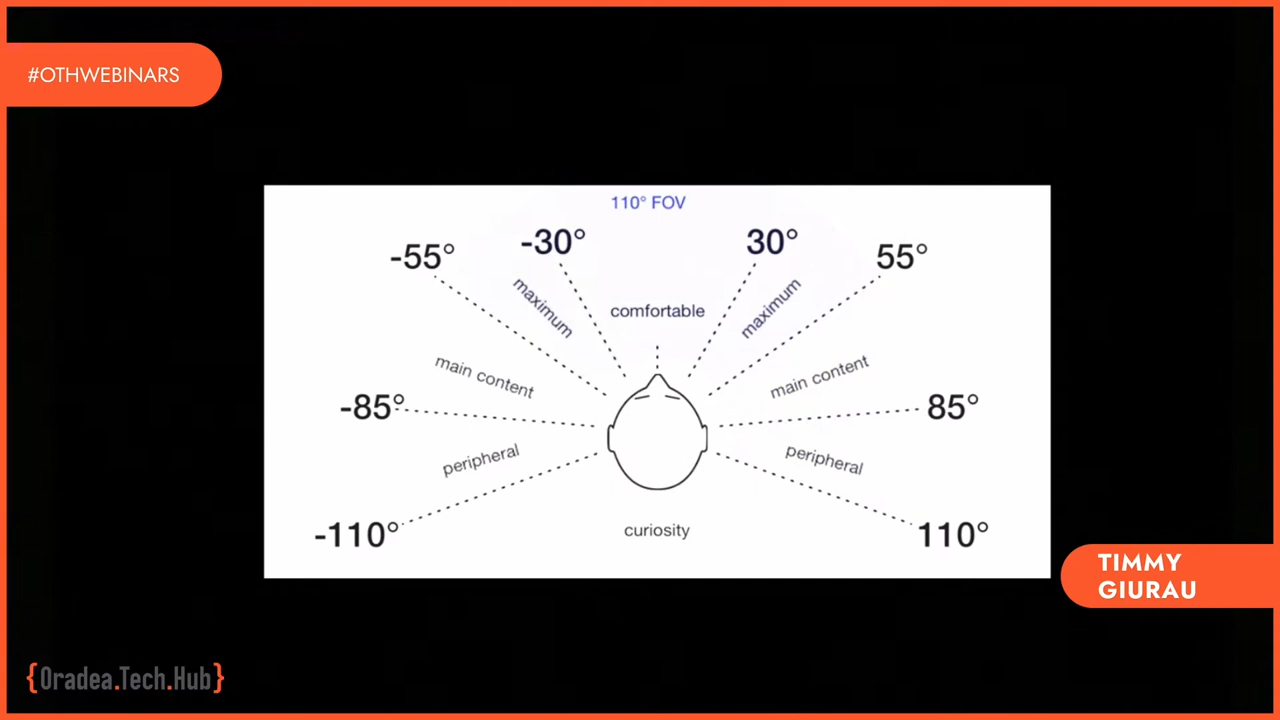 #OTHWEBINARS
110° FOV
-55°
-30°
30°
55°
maximum
comfortable
maximum
main content
main content
-85°
85°
peripheral
peripheral
-110°
curiosity
110°
TIMMY
GIURAU
{Oradea.Tech.Hub}